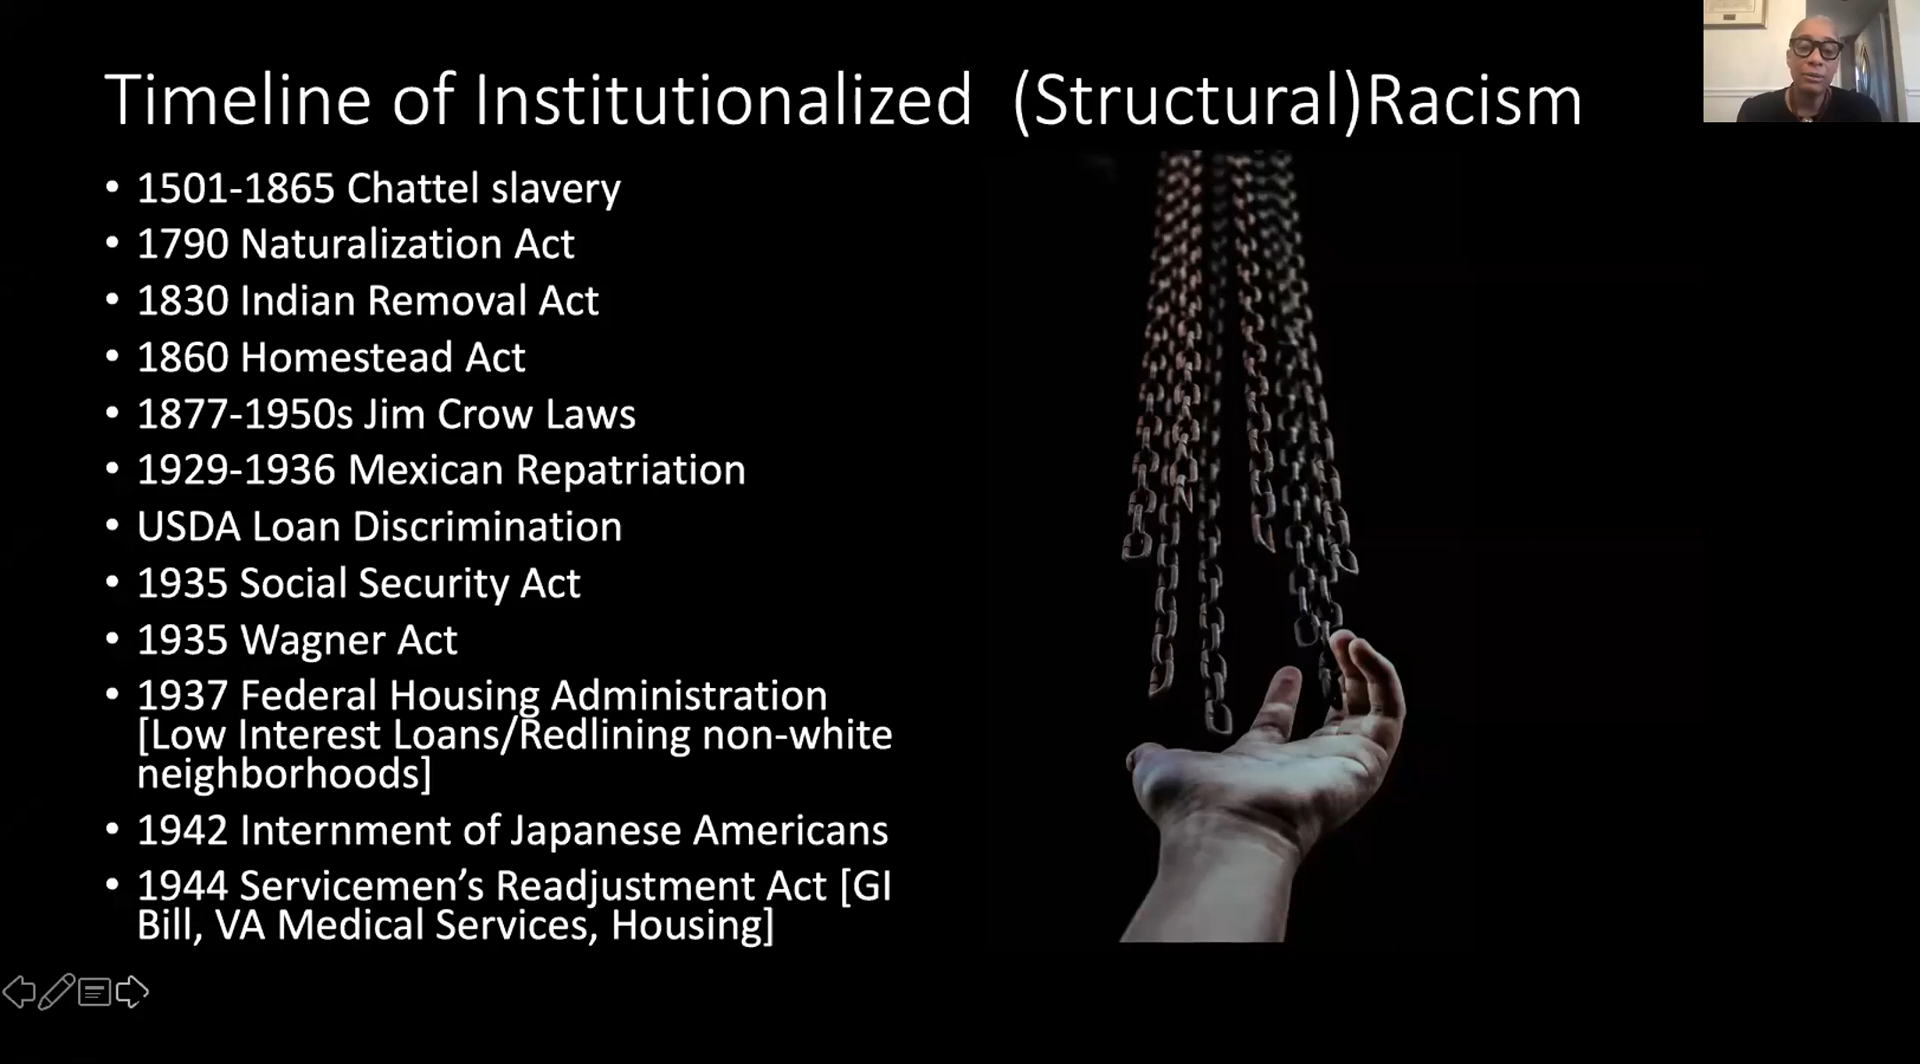 Timeline of Institutionalized (Structural)Racism
• 1501-1865 Chattel slavery
• 1790 Naturalization Act
• 1830 Indian Removal Act
• 1860 Homestead Act
• 1877-1950s Jim Crow Laws
• 1929-1936 Mexican Repatriation
• USDA Loan Discrimination
• 1935 Social Security Act
• 1935 Wagner Act
• 1937 Federal Housing Administration
[Low Interest Loans/Redlining non-white
neighborhoods]
• 1942 Internment of Japanese Americans
• 1944 Servicemen’s Readjustment Act [GI
Bill, VA Medical Services, Housing]